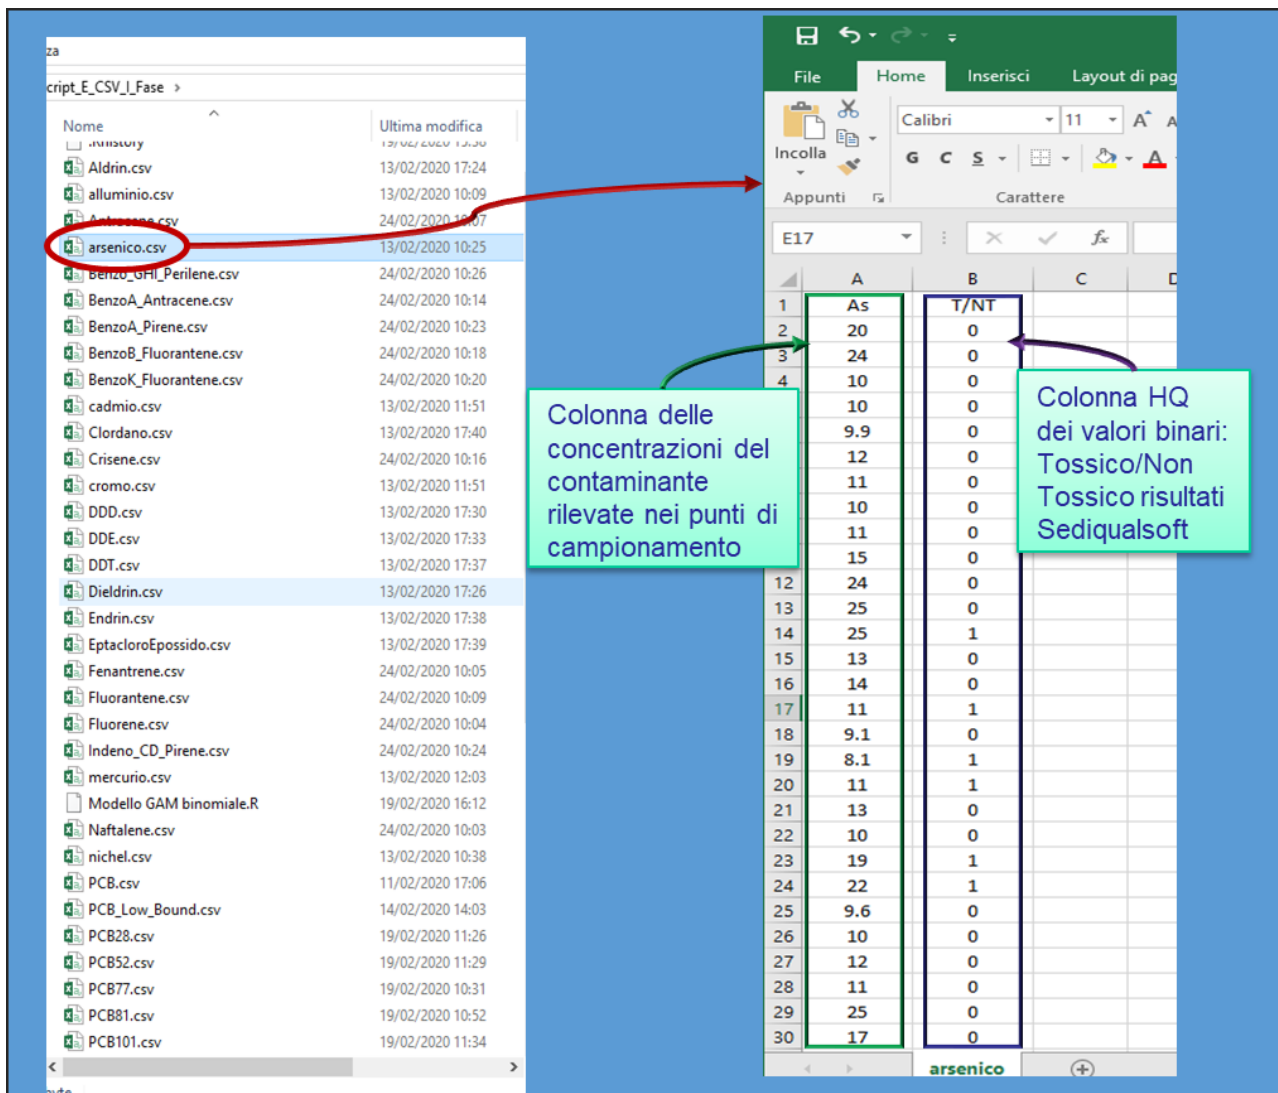 za
cript_E_CSV_I_Fase >
Nome Ultima modifica
.Rhistory 19/02/2020 15:56
Aldrin.csv 13/02/2020 17:24
alluminio.csv 13/02/2020 10:09
Antracene.csv 24/02/2020 10:07
arsenico.csv 13/02/2020 10:25
Benzo_GHI_Perilene.csv 24/02/2020 10:26
BenzoA_Antracene.csv 24/02/2020 10:14
BenzoA_Pirene.csv 24/02/2020 10:23
BenzoB_Fluorantene.csv 24/02/2020 10:18
BenzoK_Fluorantene.csv 24/02/2020 10:20
cadmio.csv 13/02/2020 11:51
Clordano.csv 13/02/2020 17:40
Crisene.csv 24/02/2020 10:16
cromo.csv 13/02/2020 11:51
DDD.csv 13/02/2020 17:30
DDE.csv 13/02/2020 17:33
DDT.csv 13/02/2020 17:37
Dieldrin.csv 13/02/2020 17:26
Endrin.csv 13/02/2020 17:38
EptacloroEpossido.csv 13/02/2020 17:39
Fenantrene.csv 24/02/2020 10:05
Fluorantene.csv 24/02/2020 10:09
Fluorene.csv 24/02/2020 10:04
Indeno_CD_Pirene.csv 24/02/2020 10:24
mercurio.csv 13/02/2020 12:03
Modello GAM binomiale.R 19/02/2020 16:12
Naftalene.csv 24/02/2020 10:03
nichel.csv 13/02/2020 10:38
PCB.csv 11/02/2020 17:06
PCB_Low_Bound.csv 14/02/2020 14:03
PCB28.csv 19/02/2020 11:26
PCB52.csv 19/02/2020 11:29
PCB77.csv 19/02/2020 10:31
PCB81.csv 19/02/2020 10:52
PCB101.csv 19/02/2020 11:34
Colonna delle
concentrazioni del
contaminante
rilevate nei punti di
campionamento
File Home Inserisci Layout di pag
Incolla
Calibri 11 A A
G C S A
Appunti Carattere
E17 fx
A B C D
1 As T/NT
2 20 0
3 24 0
4 10 0
10 0
9.9 0
12 0
11 0
10 0
11 0
15 0
12 24 0
13 25 0
14 25 1
15 13 0
16 14 0
17 11 1
18 9.1 0
19 8.1 1
20 11 1
21 13 0
22 10 0
23 19 1
24 22 1
25 9.6 0
26 10 0
27 12 0
28 11 0
29 25 0
30 17 0
arsenico
Colonna HQ
dei valori binari:
Tossico/Non
Tossico risultati
Sediqualsoft